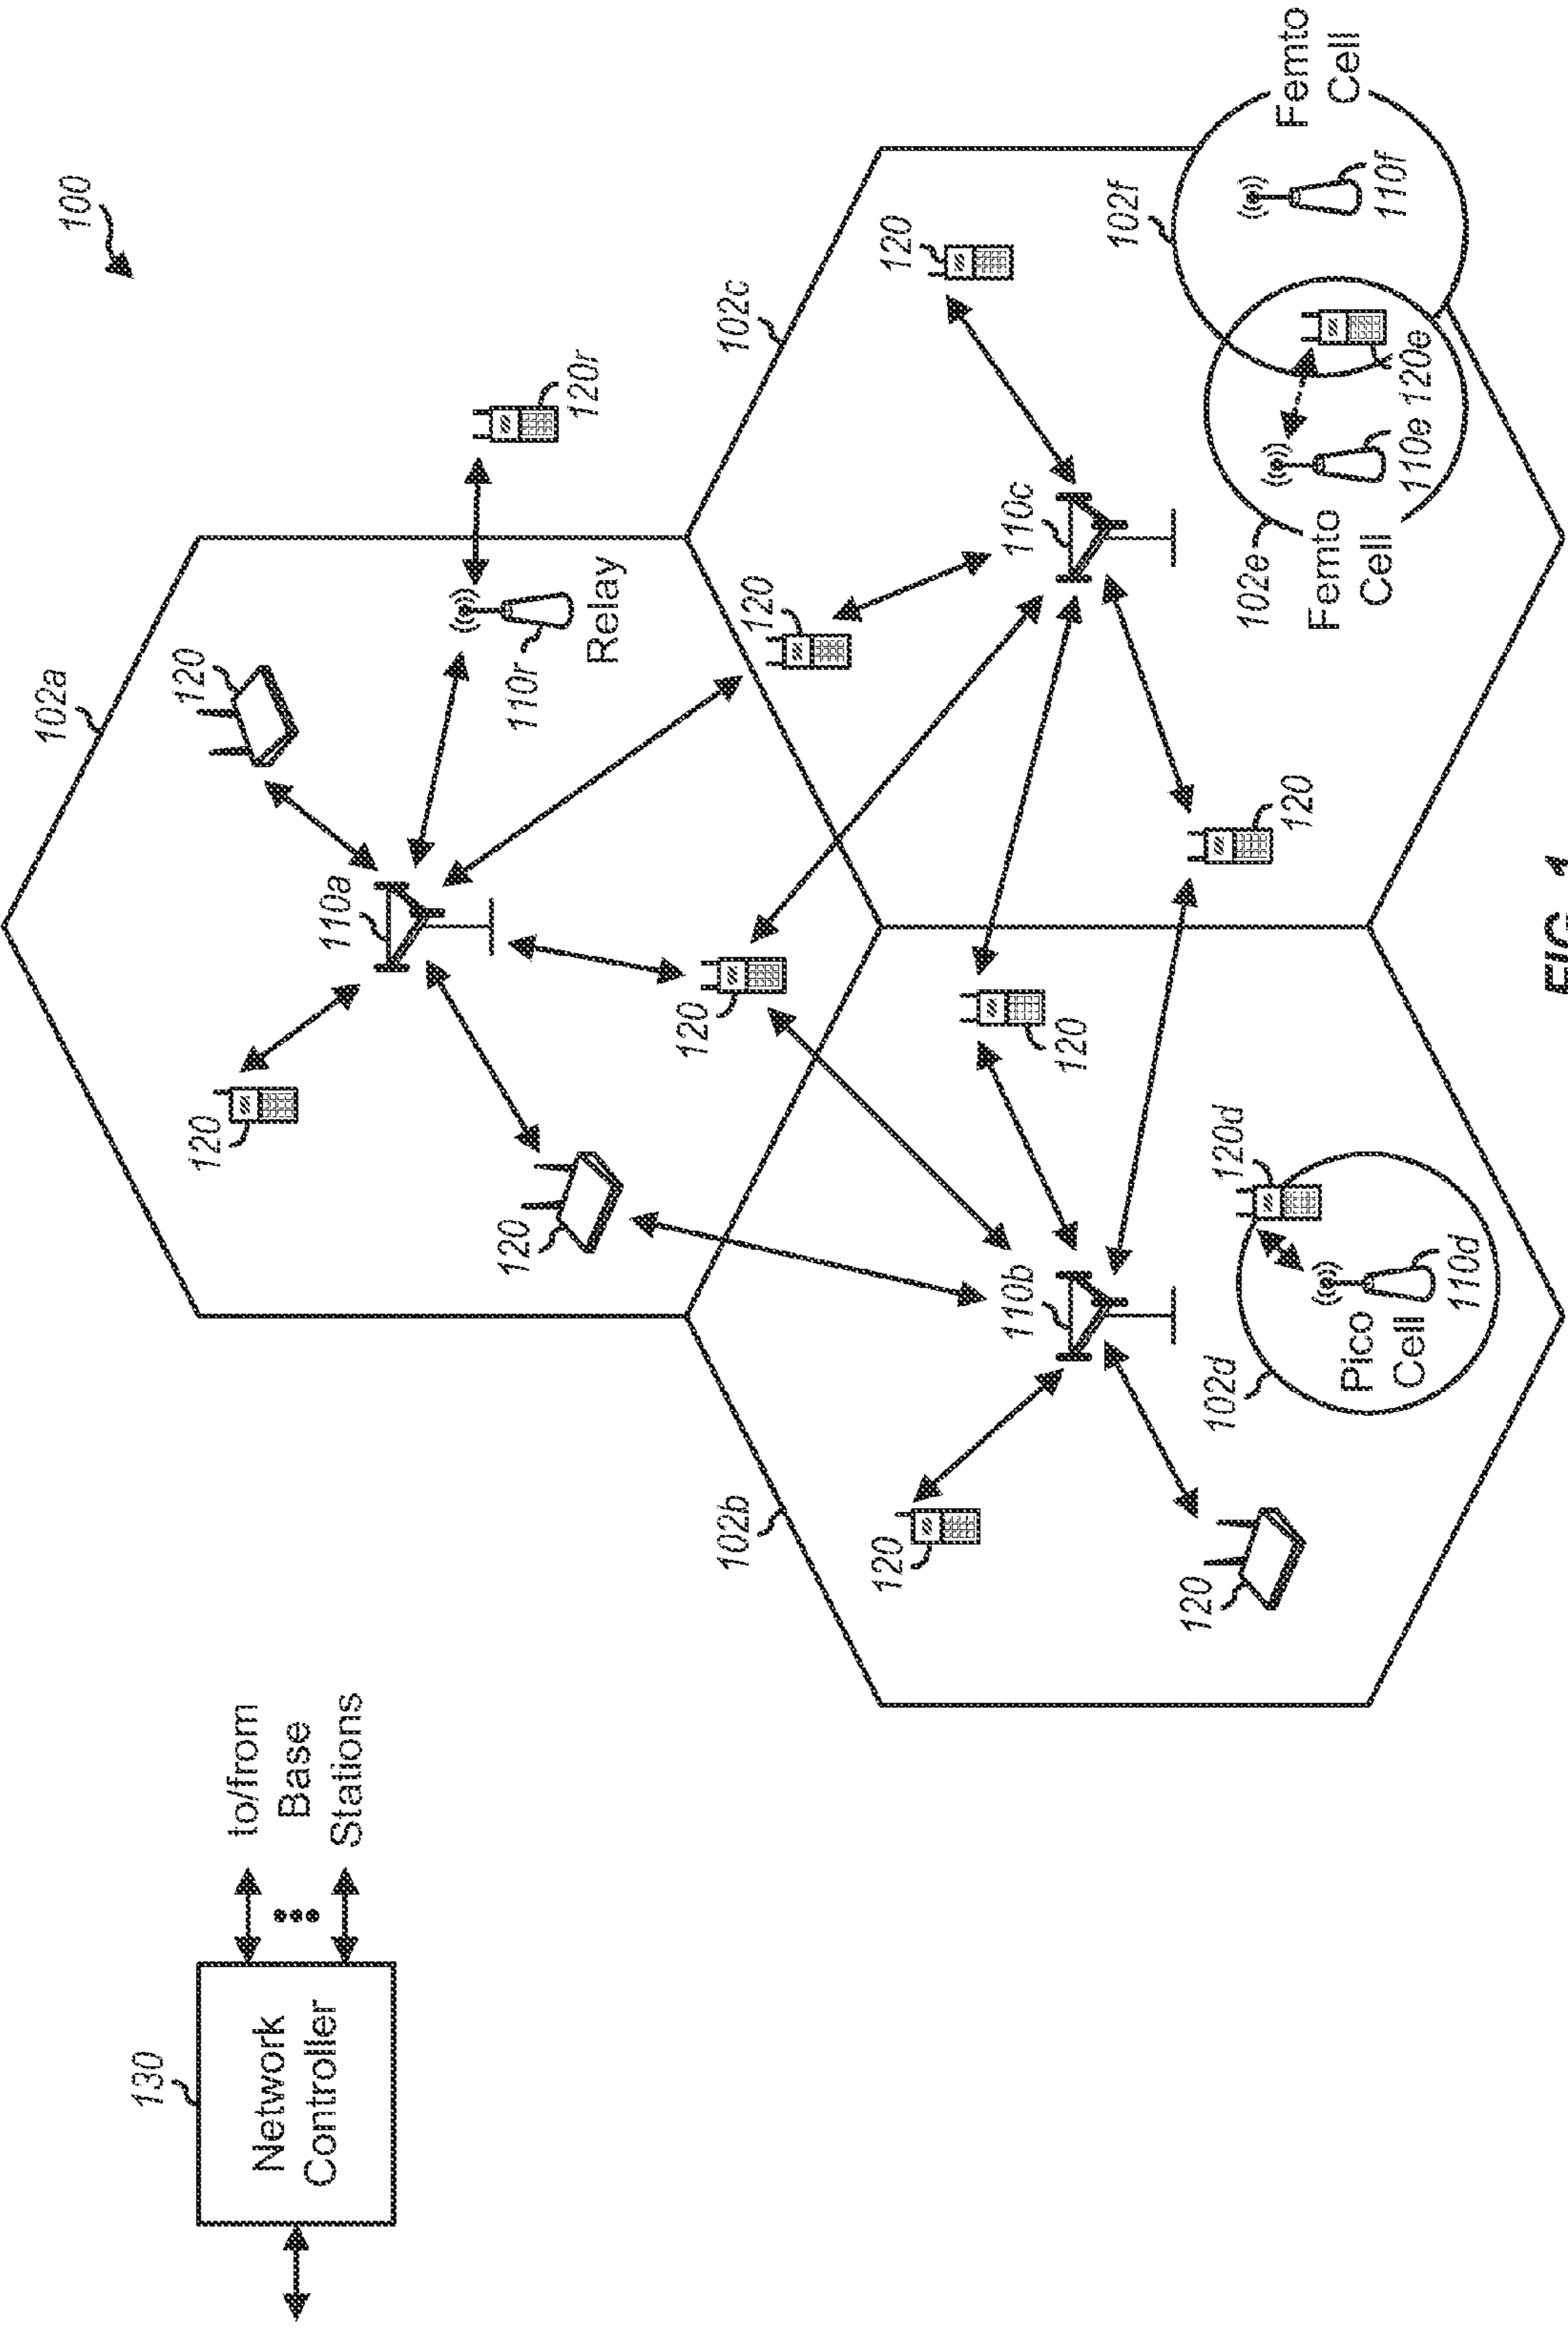 100
130
Network
Controller
to/from
Base
Stations
102a
120
120
110a
120
110r
Relay
120r
120
120
102b
120
110b
120
120
102c
120
110c
120
102d
Pico
Cell
110d
120d
102e
Femto
Cell
110e
120e
102f
Femto
Cell
110f
FIG. 1